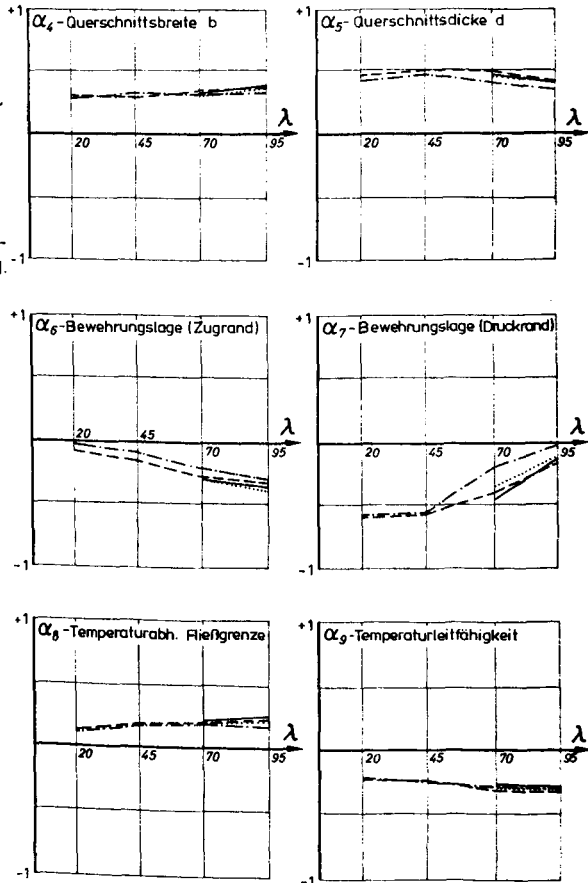 +1
α4-Querschnittsbreite b
λ
20 45 70 95
-1
α5-Querschnittsdicke d
λ
20 45 70 95
-
l.
+1
α6-Bewehrungslage (Zugrand)
20 45
λ
70 95
-1
+1
α7-Bewehrungslage (Druckrand)
λ
20 45 70 95
-1
+1
α8-Temperaturabh. Fließgrenze
λ
20 45 70 95
-1
+1
α9-Temperaturleitfähigkeit
λ
20 45 70 95
-1